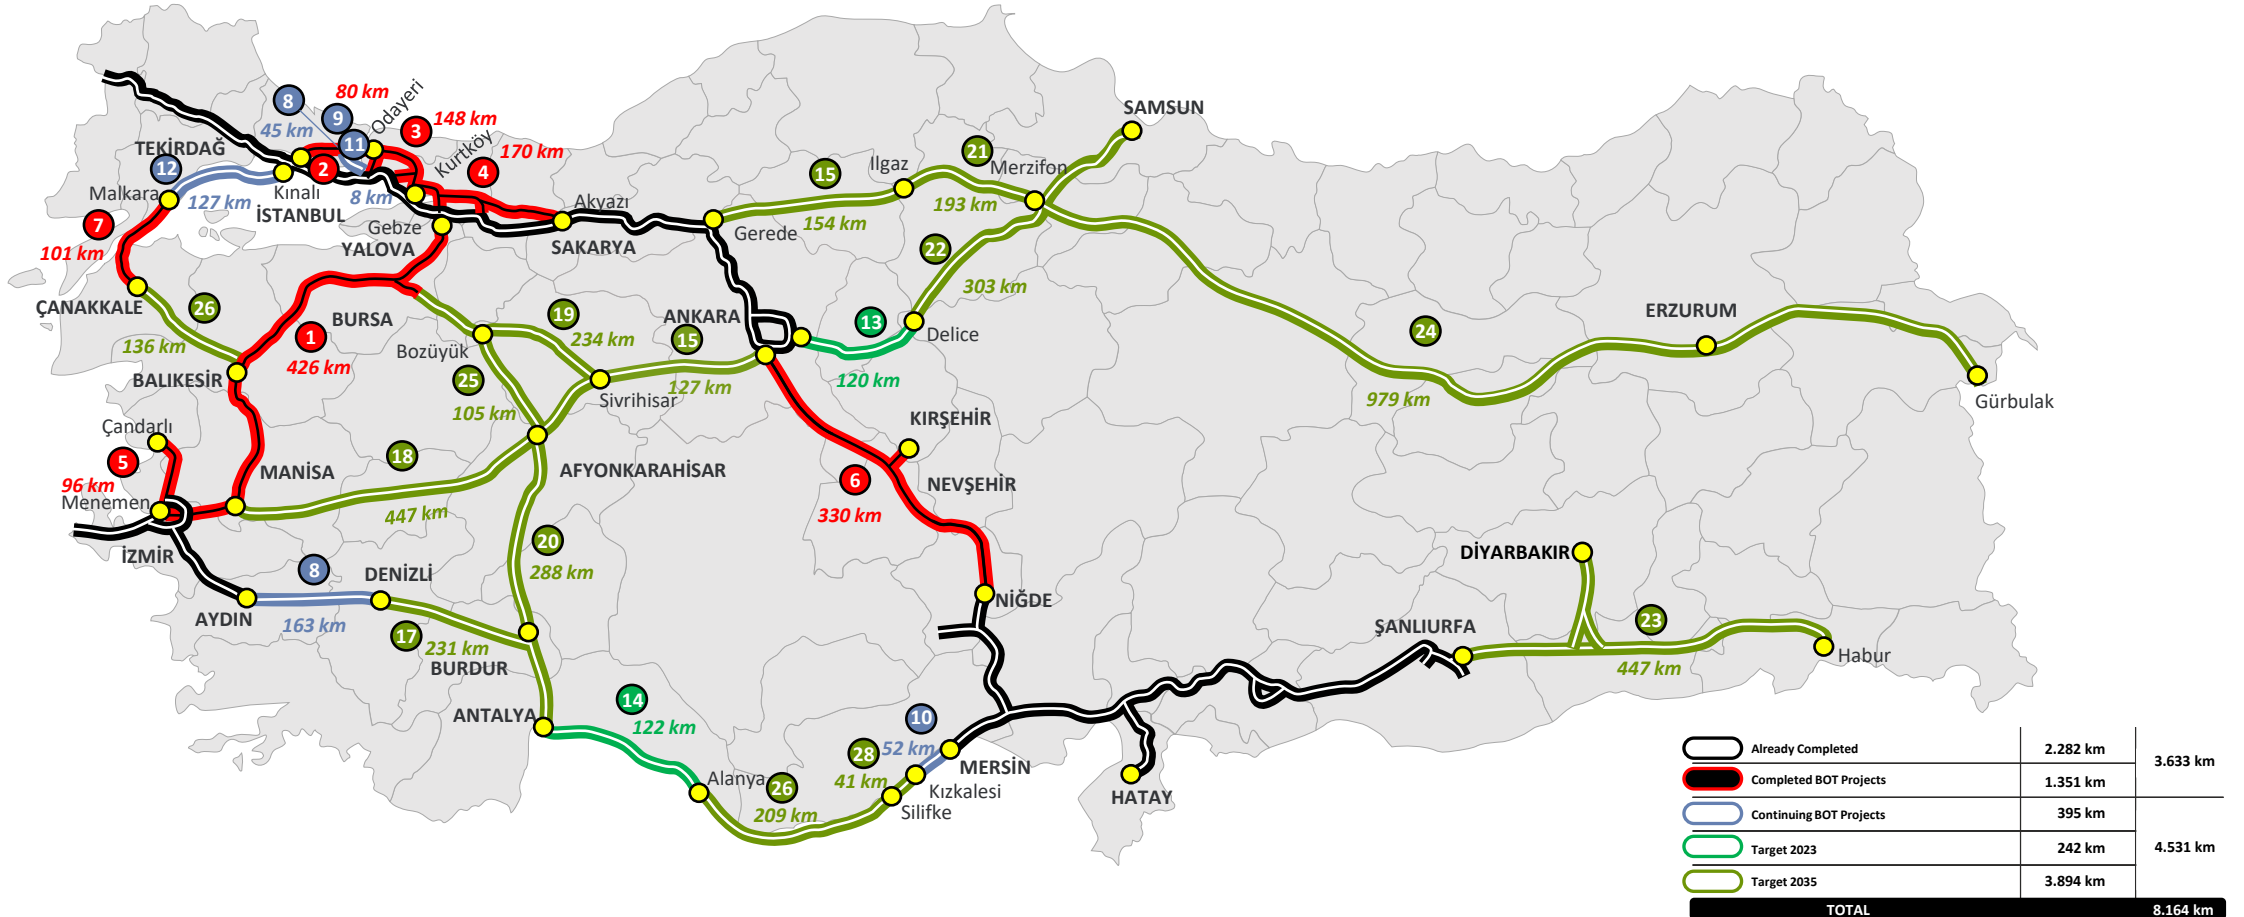 SAMSUN
8
80 km
Odayeri
9
3
148 km
45 km
11
Kurtköy
TEKİRDAĞ
21
170 km
12
2
4
15
Ilgaz
Merzifon
Malkara
Kınalı
127 km
8 km
193 km
Akyazı
İSTANBUL
154 km
7
Gebze
Gerede
101 km
YALOVA
SAKARYA
22
303 km
ÇANAKKALE
26
19
ANKARA
13
BURSA
ERZURUM
1
234 km
15
Delice
24
136 km
Bozüyük
426 km
BALIKESİR
25
127 km
120 km
105 km
Sivrihisar
979 km
Gürbulak
Çandarlı
KIRŞEHİR
5
18
MANİSA
AFYONKARAHİSAR
96 km
6
NEVŞEHİR
Menemen
447 km
330 km
İZMİR
20
DİYARBAKIR
8
DENİZLİ
288 km
NİĞDE
AYDIN
163 km
17
231 km
ŞANLIURFA
23
BURDUR
447 km
Habur
14
ANTALYA
122 km
10
28
52 km
MERSİN
Alanya
26
41 km
Kızkalesi
209 km
Silifke
HATAY
Already Completed 2.282 km
3.633 km
Completed BOT Projects 1.351 km
Continuing BOT Projects 395 km
Target 2023 242 km
4.531 km
Target 2035 3.894 km
TOTAL 8.164 km